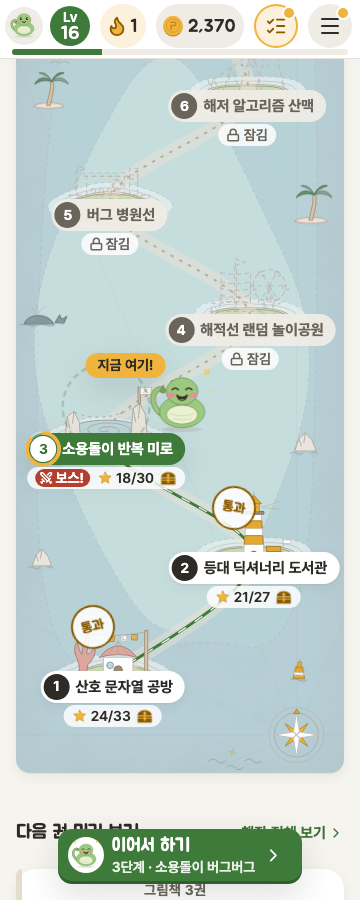 Lv
16
1
2,370
6 해저 알고리즘 산맥
잠김
5 버그 병원선
잠김
4 해적선 랜덤 놀이공원
잠김
지금 여기!
3 소용돌이 반복 미로
보스! 18/30
통과
2 등대 딕셔너리 도서관
21/27
통과
1 산호 문자열 공방
24/33
다음 권
보기
이어서 하기
3단계 · 소용돌이 버그버그
그림책 3권